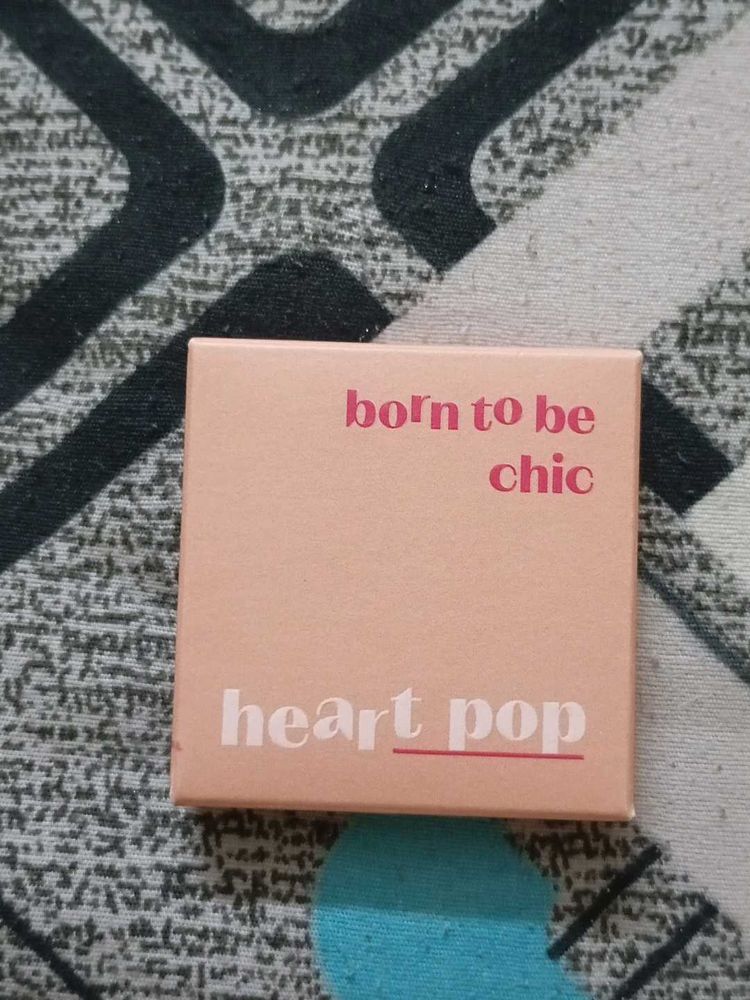 born to be
chic
heart pop